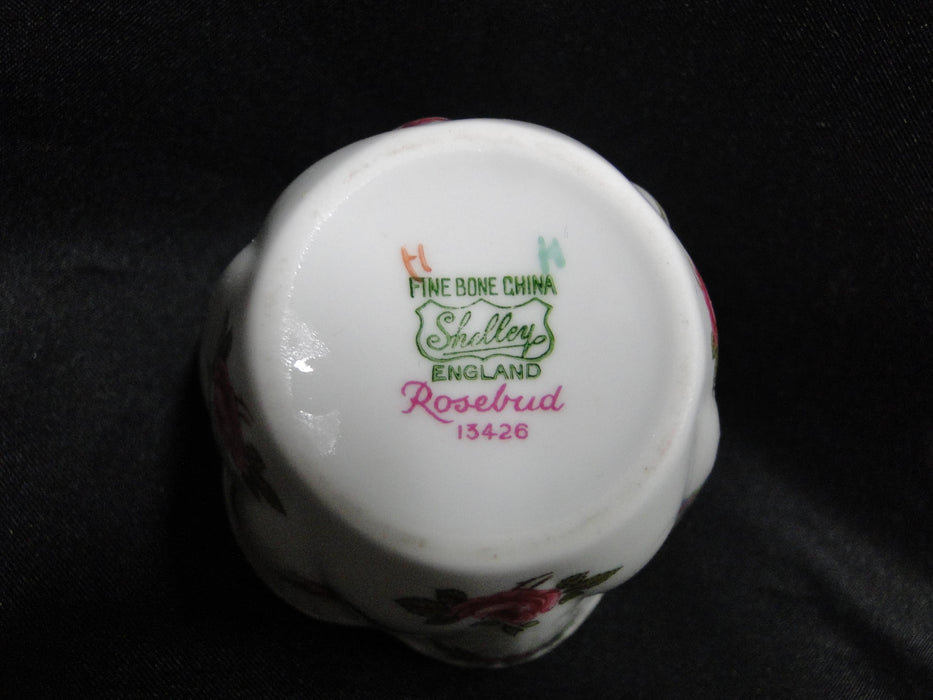 H H
FINE BONE CHINA
Shelley
ENGLAND
Rosebud
13426